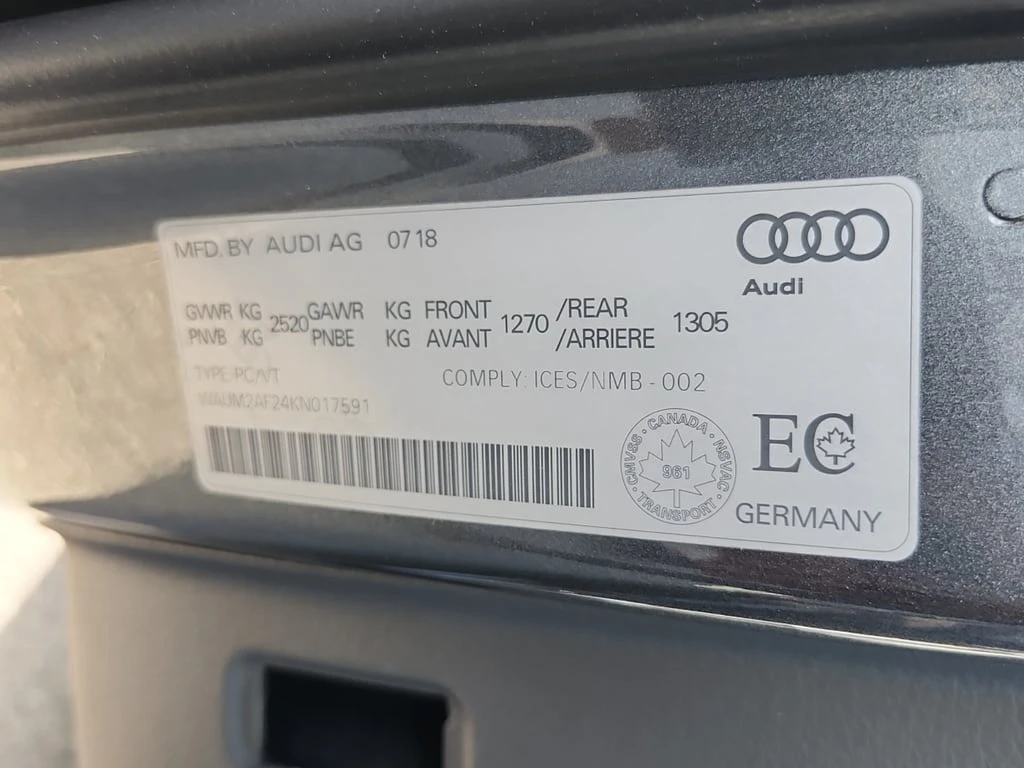 MFD. BY AUDI AG 0718
Audi
GVWR KG 2520 GAWR KG FRONT 1270 /REAR 1305
PNVB KG PNBE KG AVANT /ARRIERE
TYPE-PC/VT
COMPLY: ICES/NMB - 002
WAUM2AF24KN017591
CANADA · NSVAC · TRANSPORT · CMVSS
961
EC
GERMANY